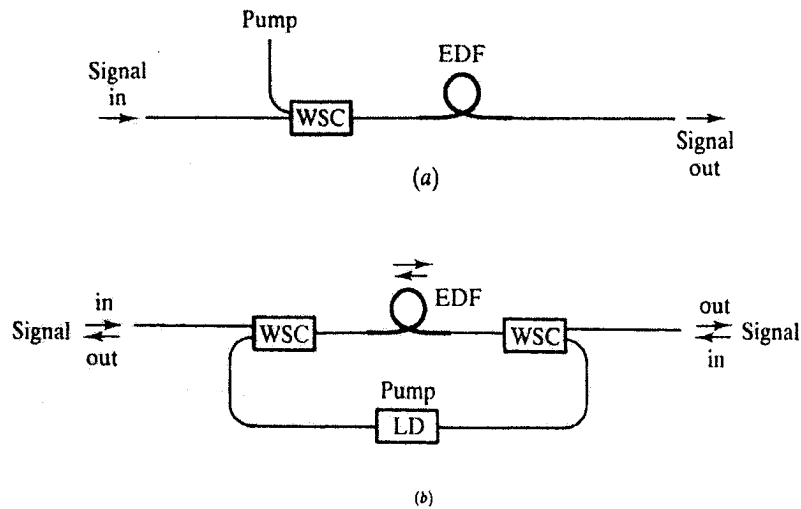 Pump
Signal
in
WSC
EDF
Signal
out
(a)
in
Signal
out
WSC
EDF
WSC
out
Signal
in
Pump
LD
(b)